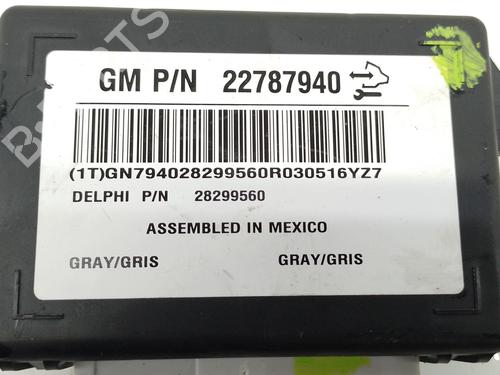 GM P/N 22787940
(1T)GN794028299560R030516YZ7
DELPHI P/N 28299560
ASSEMBLED IN MEXICO
GRAY/GRIS GRAY/GRIS